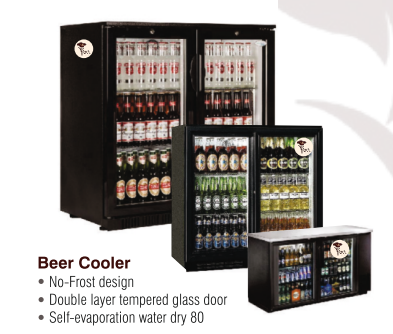 Beer Cooler
• No-Frost design
• Double layer tempered glass door
• Self-evaporation water dry 80